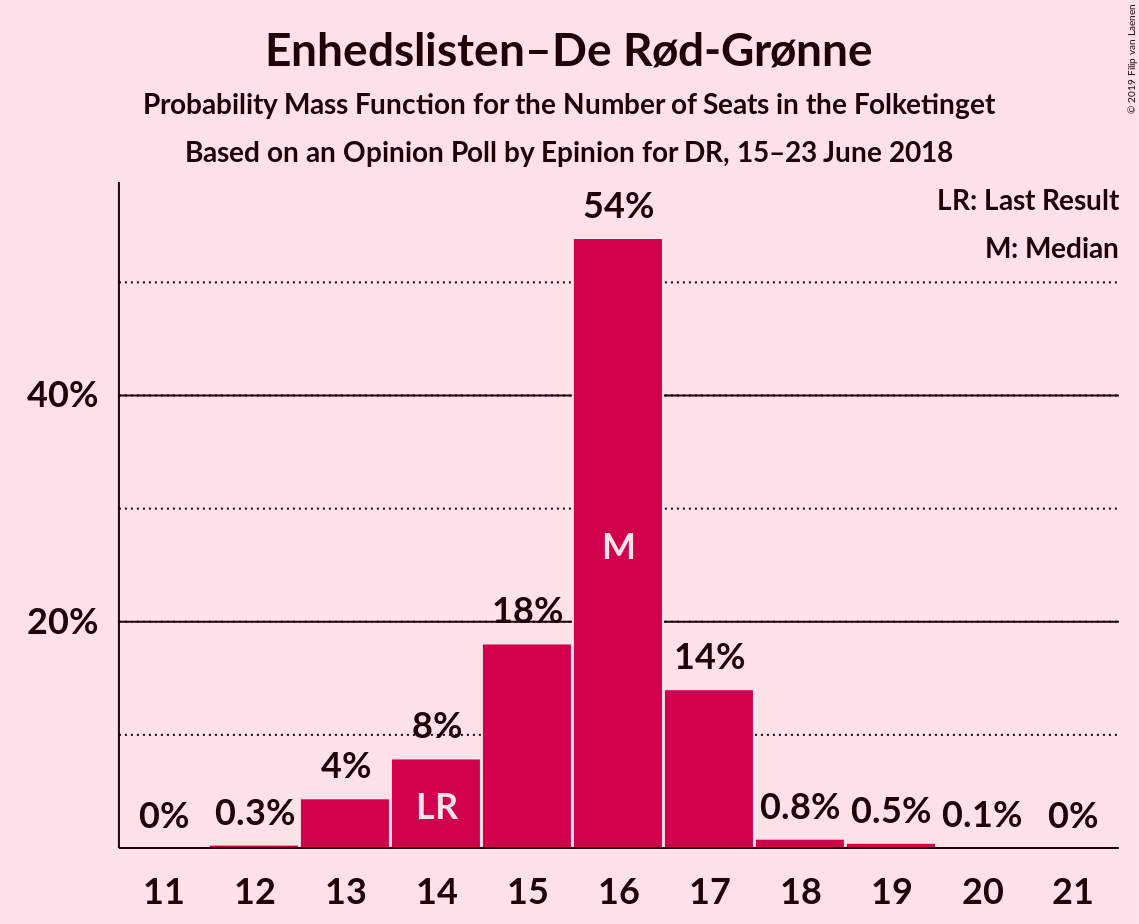 Enhedslisten–De Rød-Grønne
Probability Mass Function for the Number of Seats in the Folketinget
Based on an Opinion Poll by Epinion for DR, 15–23 June 2018
© 2019 Filip van Laenen
LR: Last Result
M: Median
54%
40%
M
20%
18%
14%
8%
4%
LR
0%
0.3%
0.8%
0.5%
0.1%
0%
11 12 13 14 15 16 17 18 19 20 21